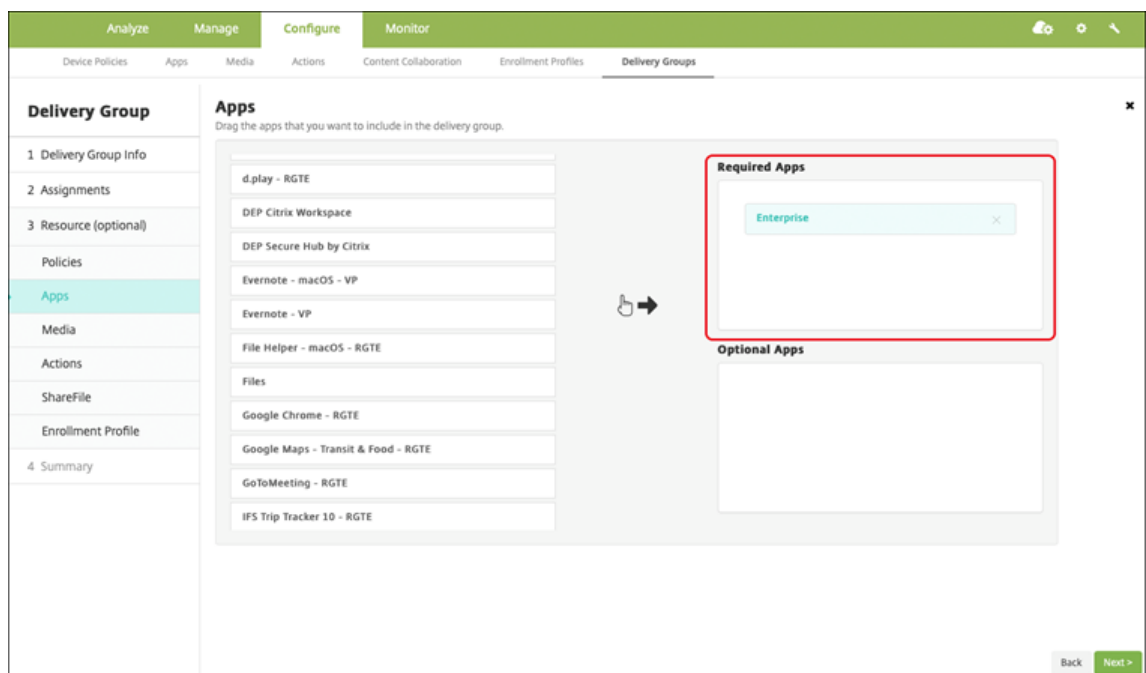 Analyze Manage Configure Monitor
Device Policies Apps Media Actions Content Collaboration Enrollment Profiles Delivery Groups
Delivery Group
1 Delivery Group Info
2 Assignments
3 Resource (optional)
Policies
Apps
Media
Actions
ShareFile
Enrollment Profile
4 Summary
Apps
Drag the apps that you want to include in the delivery group.
d.play - RGTE
DEP Citrix Workspace
DEP Secure Hub by Citrix
Evernote - macOS - VP
Evernote - VP
File Helper - macOS - RGTE
Files
Google Chrome - RGTE
Google Maps - Transit & Food - RGTE
GoToMeeting - RGTE
IFS Trip Tracker 10 - RGTE
Required Apps
Enterprise
Optional Apps
Back Next >